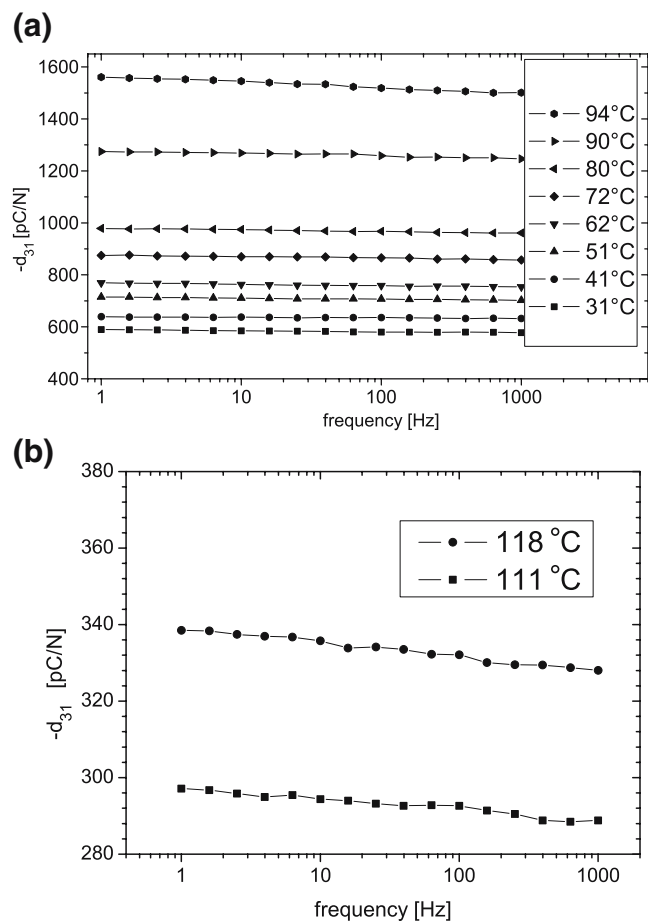 (a)
1600
1400
1200
1000
800
600
400
-d31 [pC/N]
1
10
100
1000
frequency [Hz]
94°C
90°C
80°C
72°C
62°C
51°C
41°C
31°C
(b)
380
360
340
320
300
280
-d31 [pC/N]
1
10
100
1000
frequency [Hz]
118 °C
111 °C